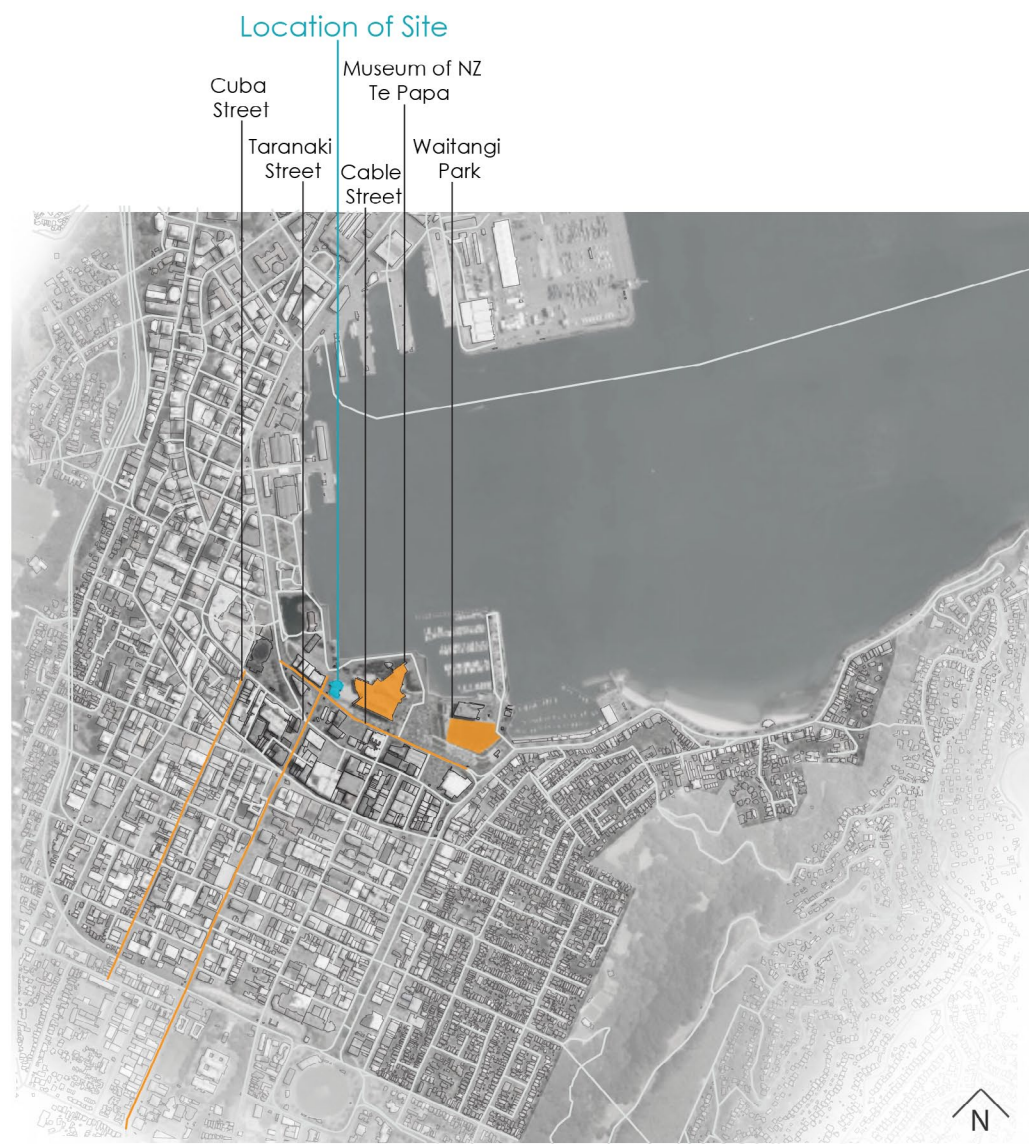 Location of Site
Museum of NZ
Te Papa
Cuba
Street
Taranaki
Street
Cable
Street
Waitangi
Park
N